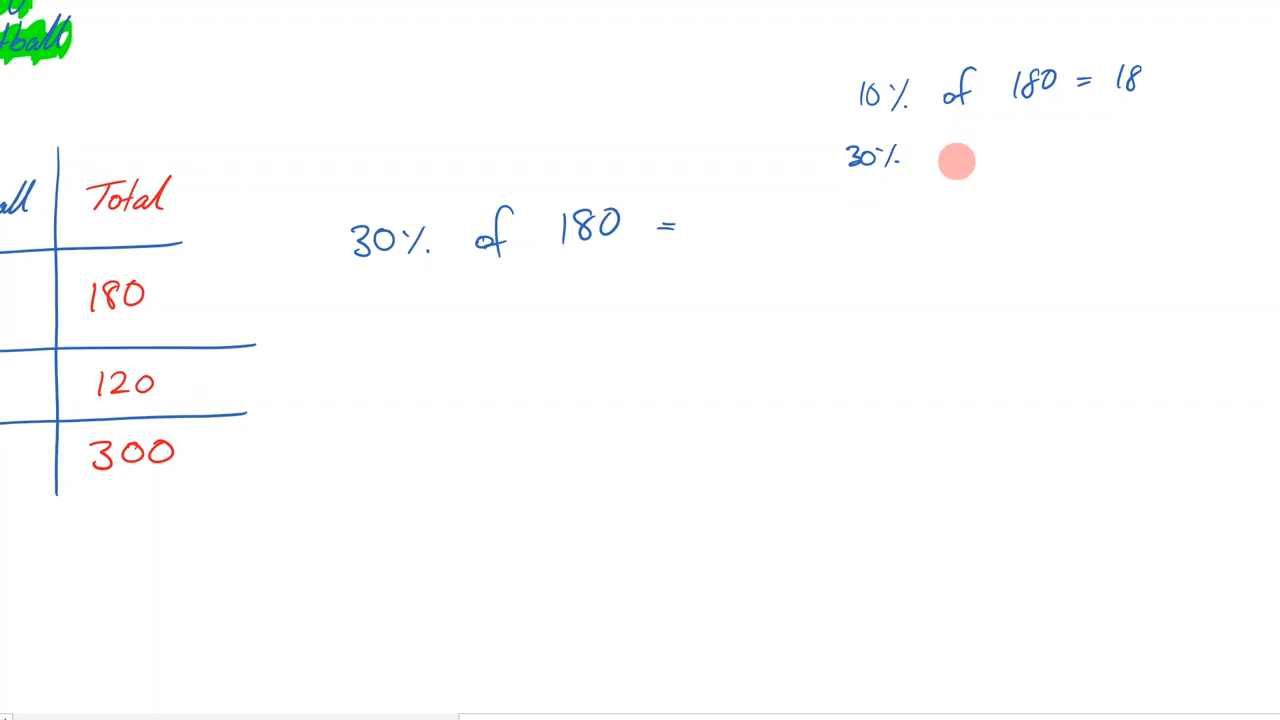 10% of 180 = 18
30%
Total
30% of 180 =
180
120
300